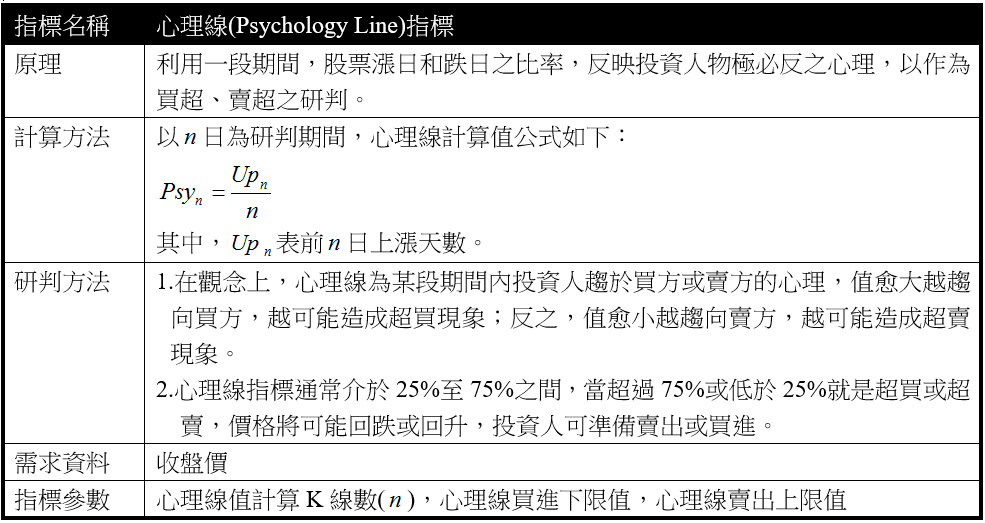 指標名稱 心理線(Psychology Line)指標
原理 利用一段期間，股票漲日和跌日之比率，反映投資人物極必反之心理，以作為
買超、賣超之研判。
計算方法 以 n 日為研判期間，心理線計算值公式如下：
Psy_n = Up_n / n
其中，Up_n 表前 n 日上漲天數。
研判方法 1.在觀念上，心理線為某段期間內投資人趨於買方或賣方的心理，值愈大越趨
向買方，越可能造成超買現象；反之，值愈小越趨向賣方，越可能造成超賣
現象。
2.心理線指標通常介於 25%至 75%之間，當超過 75%或低於 25%就是超買或超
賣，價格將可能回跌或回升，投資人可準備賣出或買進。
需求資料 收盤價
指標參數 心理線值計算 K 線數(n)，心理線買進下限值，心理線賣出上限值